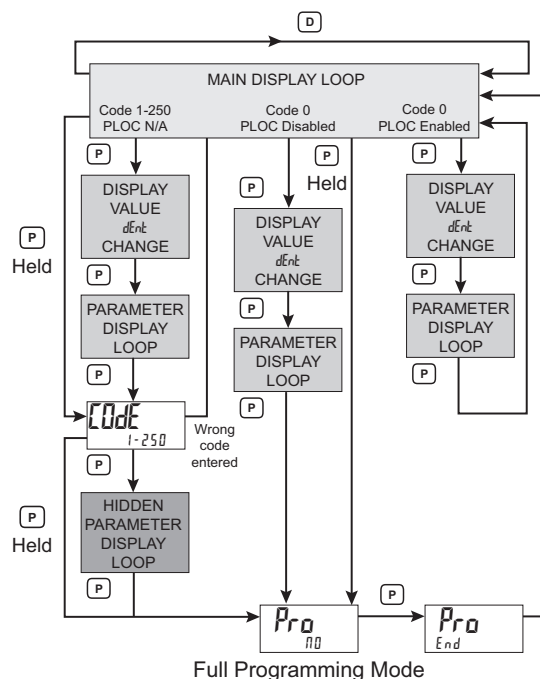 D
MAIN DISPLAY LOOP
Code 1-250
PLOC N/A
Code 0
PLOC Disabled
Code 0
PLOC Enabled
P
P
Held
P
P
Held
DISPLAY
VALUE
dEnt
CHANGE
P
PARAMETER
DISPLAY
LOOP
P
CODE
1-250
Wrong
code
entered
P
P
Held
HIDDEN
PARAMETER
DISPLAY
LOOP
P
P
DISPLAY
VALUE
dEnt
CHANGE
P
PARAMETER
DISPLAY
LOOP
P
P
DISPLAY
VALUE
dEnt
CHANGE
P
PARAMETER
DISPLAY
LOOP
P
Pro
NO
P
Pro
End
Full Programming Mode